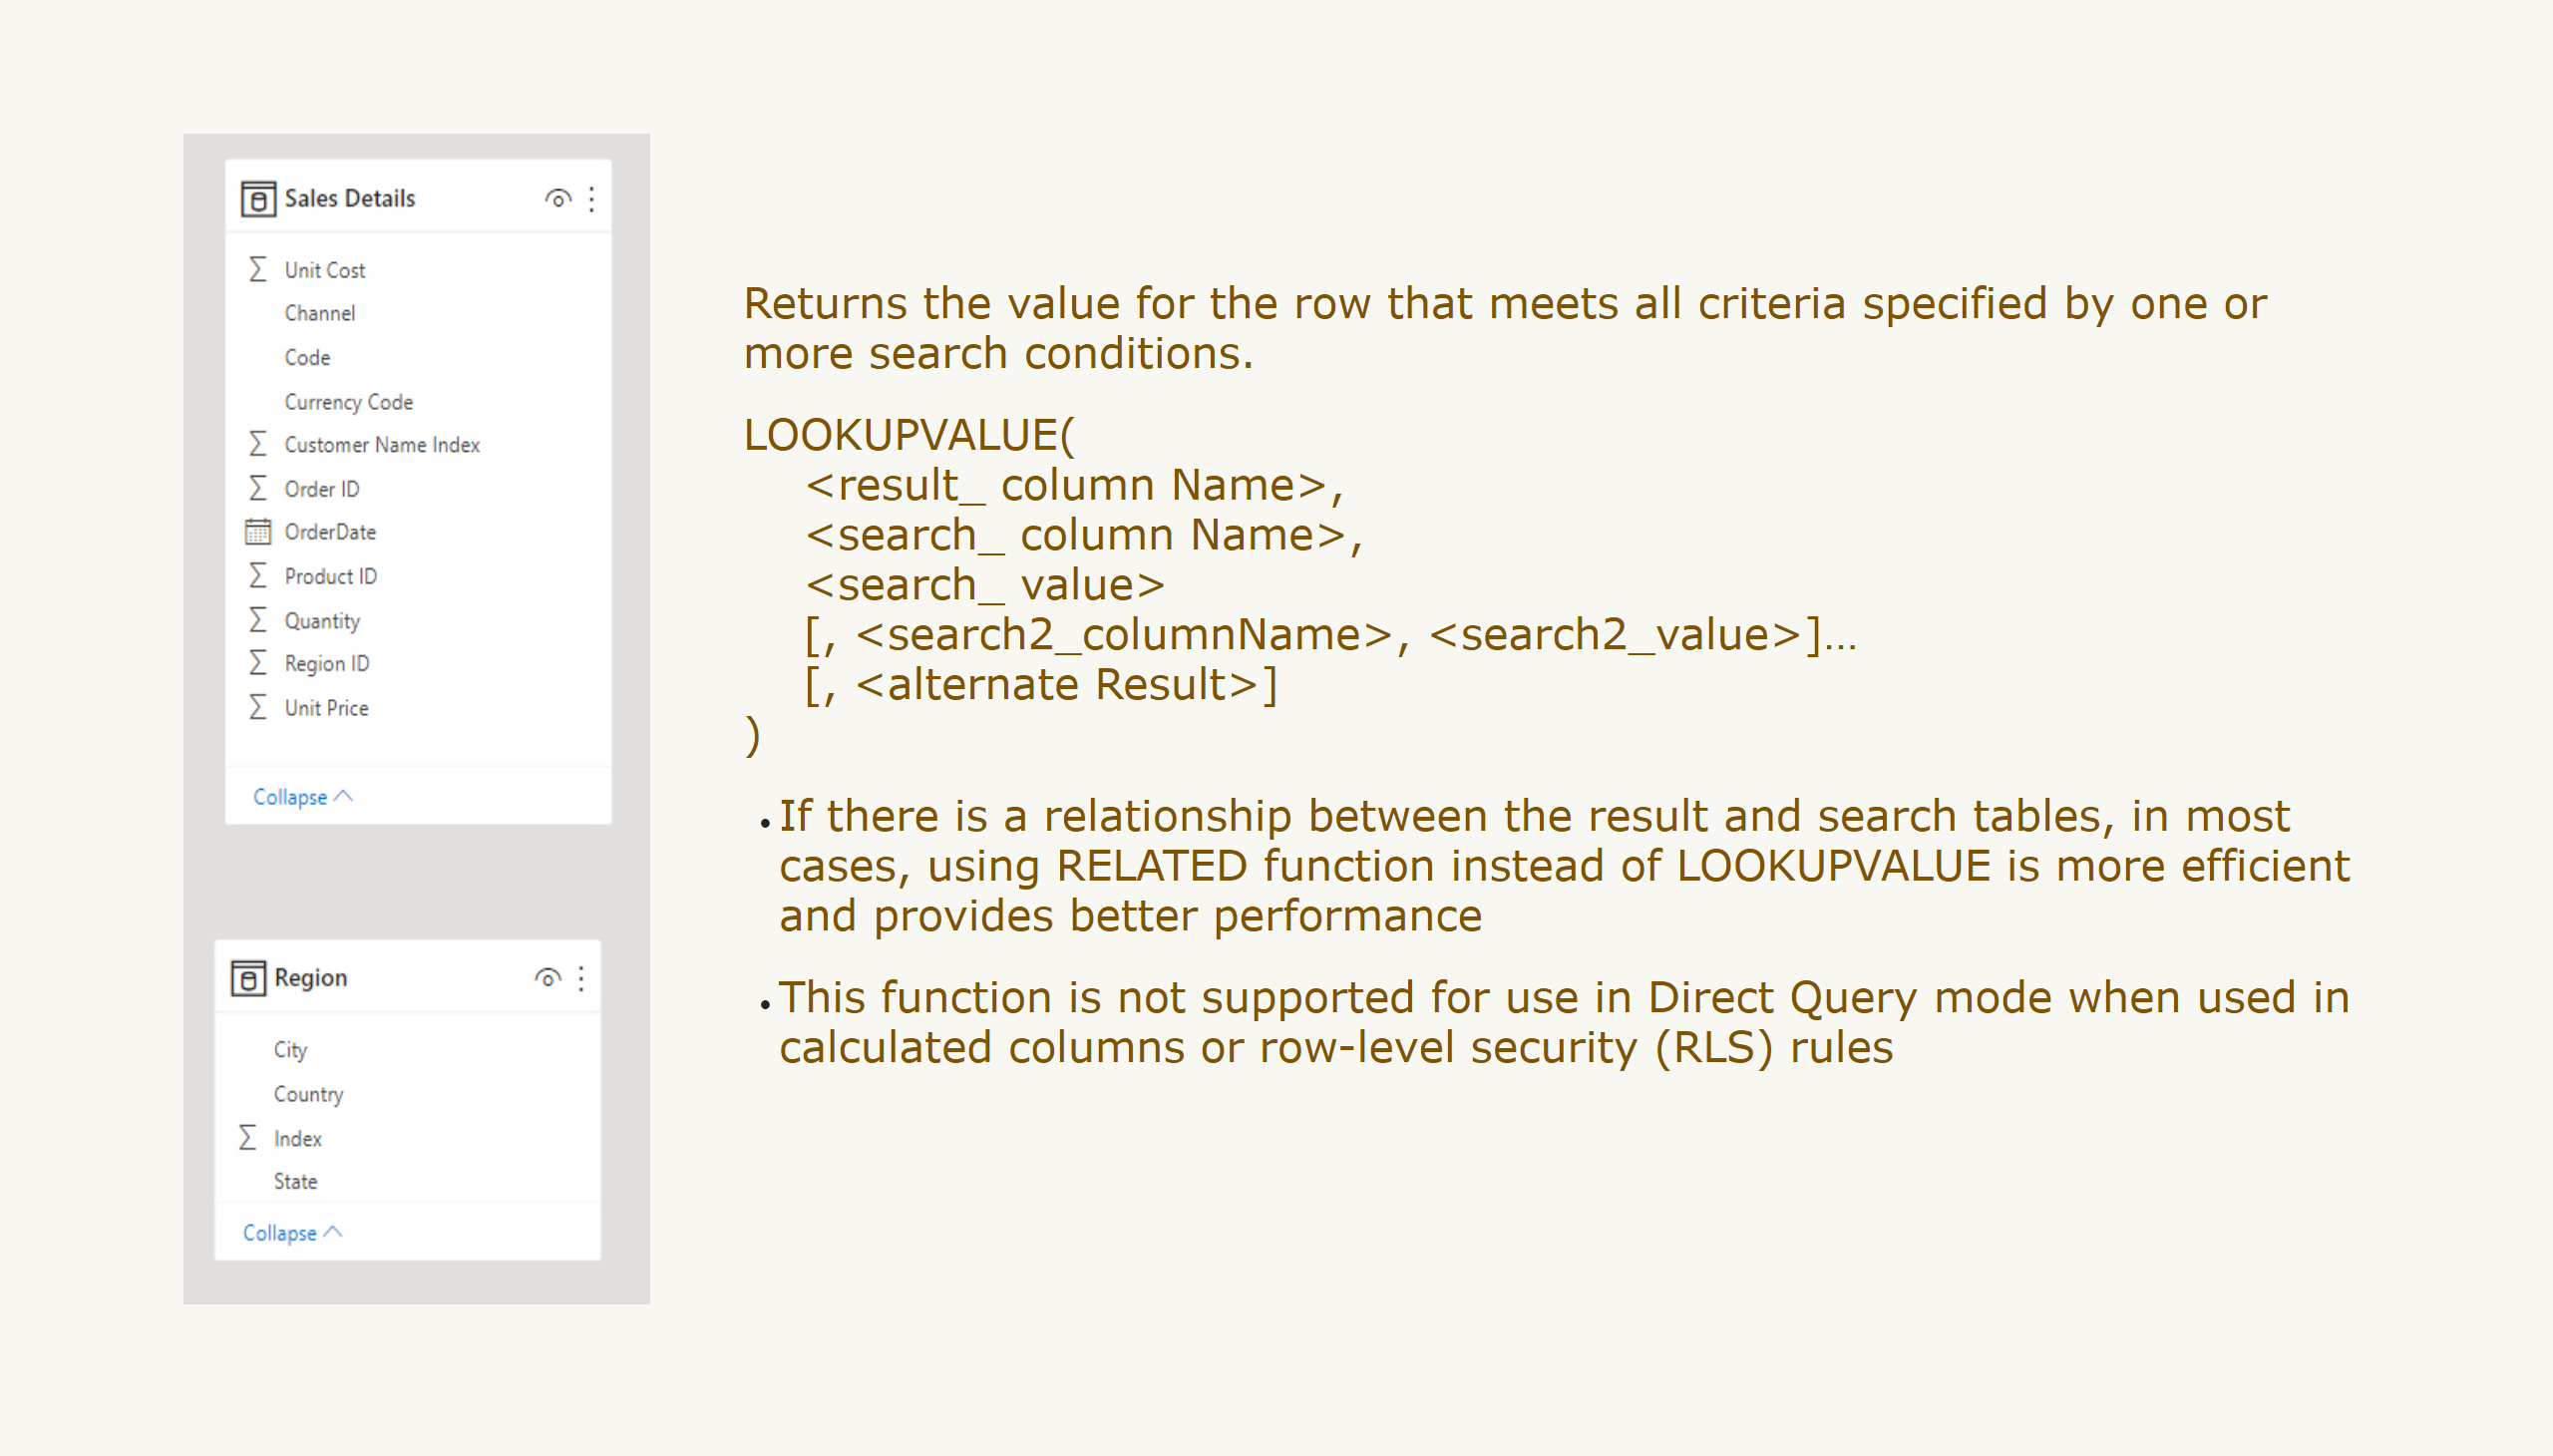 Sales Details
Unit Cost
Channel
Code
Currency Code
Customer Name Index
Order ID
OrderDate
Product ID
Quantity
Region ID
Unit Price
Collapse
Region
City
Country
Index
State
Collapse
Returns the value for the row that meets all criteria specified by one or
more search conditions.
LOOKUPVALUE(
<result_ column Name>,
<search_ column Name>,
<search_ value>
[, <search2_columnName>, <search2_value>]…
[, <alternate Result>]
)
• If there is a relationship between the result and search tables, in most
cases, using RELATED function instead of LOOKUPVALUE is more efficient
and provides better performance
• This function is not supported for use in Direct Query mode when used in
calculated columns or row-level security (RLS) rules